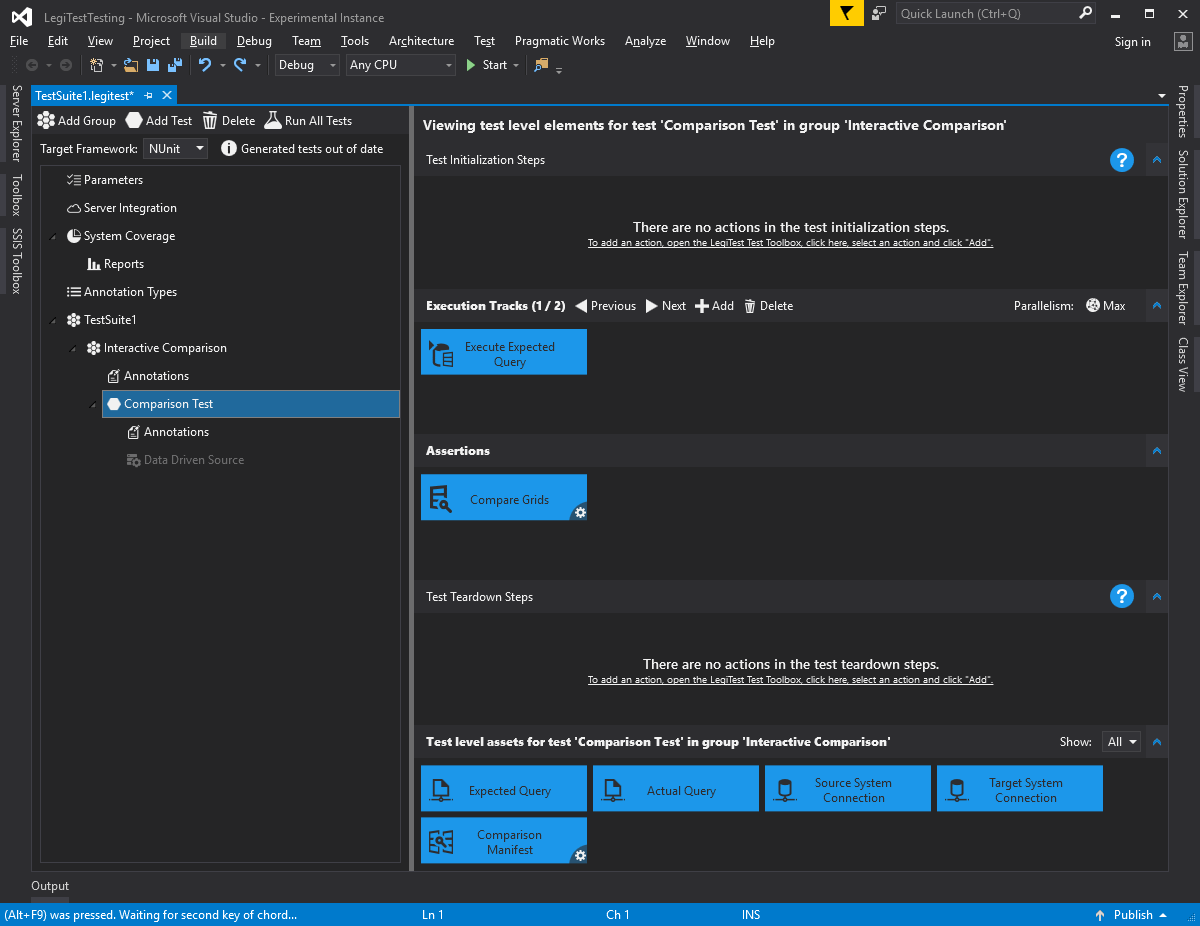 LegiTestTesting - Microsoft Visual Studio - Experimental Instance
Quick Launch (Ctrl+Q)
File Edit View Project Build Debug Team Tools Architecture Test Pragmatic Works Analyze Window Help
Sign in
Debug Any CPU Start
Server Explorer
Toolbox
SSIS Toolbox
TestSuite1.legitest*
Add Group Add Test Delete Run All Tests
Target Framework: NUnit Generated tests out of date
Parameters
Server Integration
System Coverage
Reports
Annotation Types
TestSuite1
Interactive Comparison
Annotations
Comparison Test
Annotations
Data Driven Source
Viewing test level elements for test 'Comparison Test' in group 'Interactive Comparison'
Test Initialization Steps
?
There are no actions in the test initialization steps.
To add an action, open the LegiTest Test Toolbox, click here, select an action and click "Add".
Execution Tracks (1 / 2) Previous Next Add Delete Parallelism: Max
Execute Expected
Query
Assertions
Compare Grids
Test Teardown Steps
?
There are no actions in the test teardown steps.
To add an action, open the LegiTest Test Toolbox, click here, select an action and click "Add".
Test level assets for test 'Comparison Test' in group 'Interactive Comparison' Show: All
Expected Query
Actual Query
Source System
Connection
Target System
Connection
Comparison
Manifest
Properties
Solution Explorer
Team Explorer
Class View
Output
(Alt+F9) was pressed. Waiting for second key of chord... Ln 1 Ch 1 INS Publish